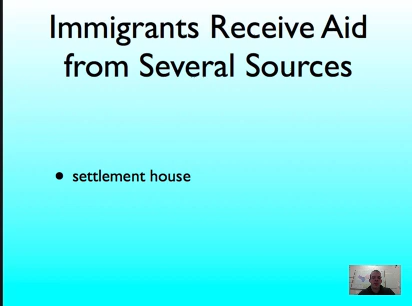 Immigrants Receive Aid
from Several Sources
• settlement house